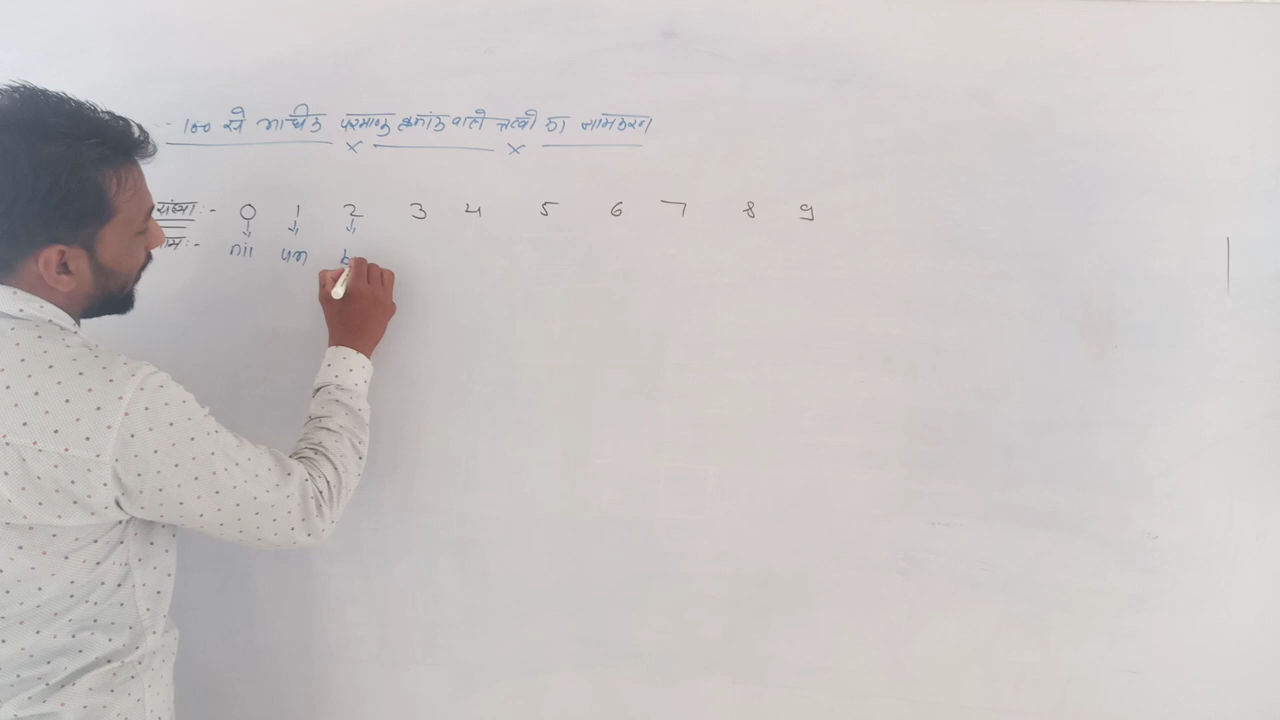 100 से अधिक परमाणु क्रमांक वाले तत्वों का नामकरण
संख्या :- 0 1 2 3 4 5 6 7 8 9
नाम :- nil un b